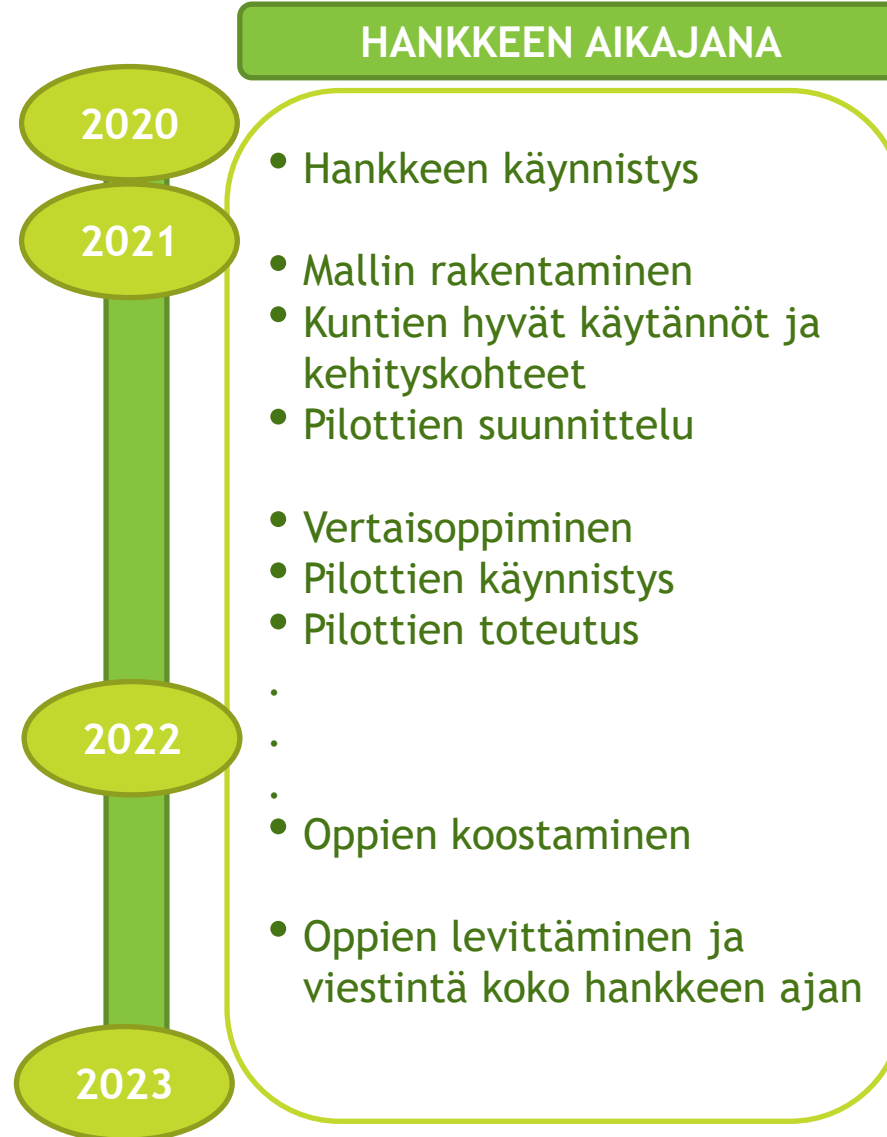 HANKKEEN AIKAJANA
2020
• Hankkeen käynnistys
2021
• Mallin rakentaminen
• Kuntien hyvät käytännöt ja
kehityskohteet
• Pilottien suunnittelu
• Vertaisoppiminen
• Pilottien käynnistys
• Pilottien toteutus
.
2022
.
.
• Oppien koostaminen
• Oppien levittäminen ja
viestintä koko hankkeen ajan
2023